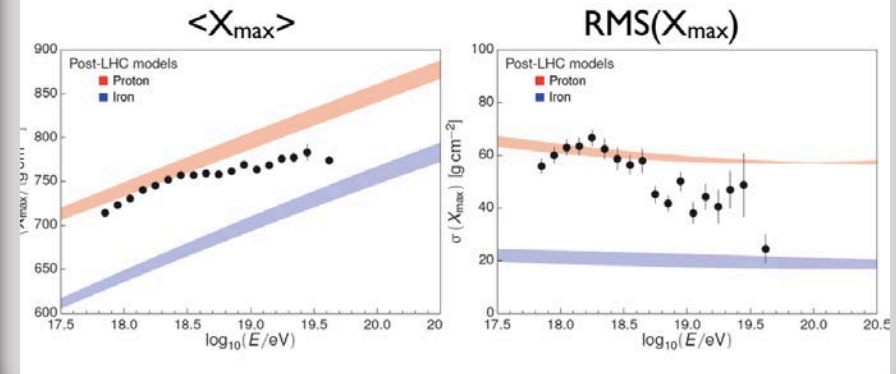 <Xmax>
900
850
800
750
700
650
600
Post-LHC models
Proton
Iron
17.5 18.0 18.5 19.0 19.5 20.0 20
log10(E/eV)
RMS(Xmax)
σ(Xmax) [g cm−2]
100
80
60
40
20
0
Post-LHC models
Proton
Iron
17.5 18.0 18.5 19.0 19.5 20.0 20.5
log10(E/eV)